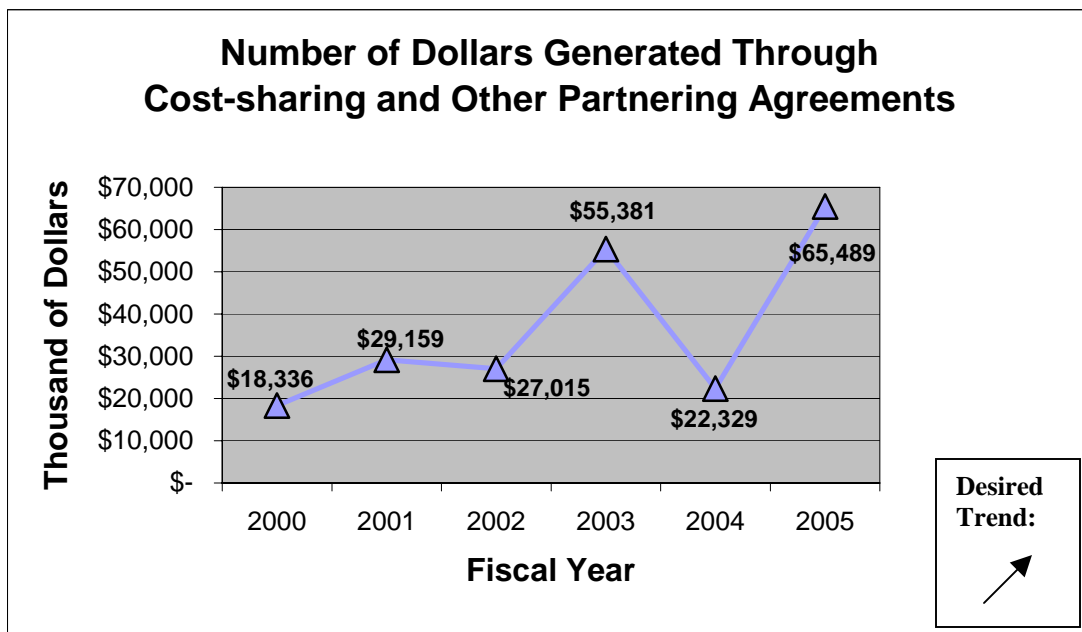 Number of Dollars Generated Through
Cost-sharing and Other Partnering Agreements
Thousand of Dollars
$70,000
$60,000
$50,000
$40,000
$30,000
$20,000
$10,000
$-
$18,336
$29,159
$27,015
$55,381
$22,329
$65,489
2000 2001 2002 2003 2004 2005
Fiscal Year
Desired
Trend: